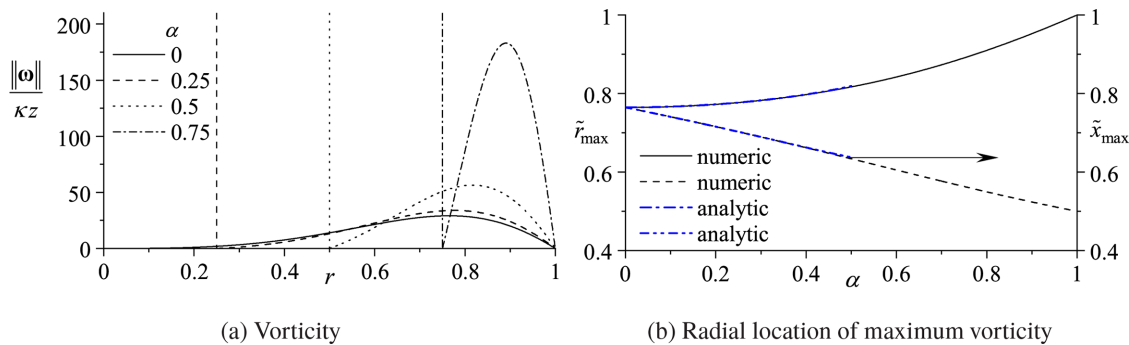 200
150
100
50
0
‖ω‖
κz
α
0
0.25
0.5
0.75
0 0.2 0.4 r 0.6 0.8 1
(a) Vorticity
1
0.8
r̃max
0.6
0.4
numeric
numeric
analytic
analytic
1
0.8
x̃max
0.6
0.4
0 0.2 0.4 α 0.6 0.8 1
(b) Radial location of maximum vorticity